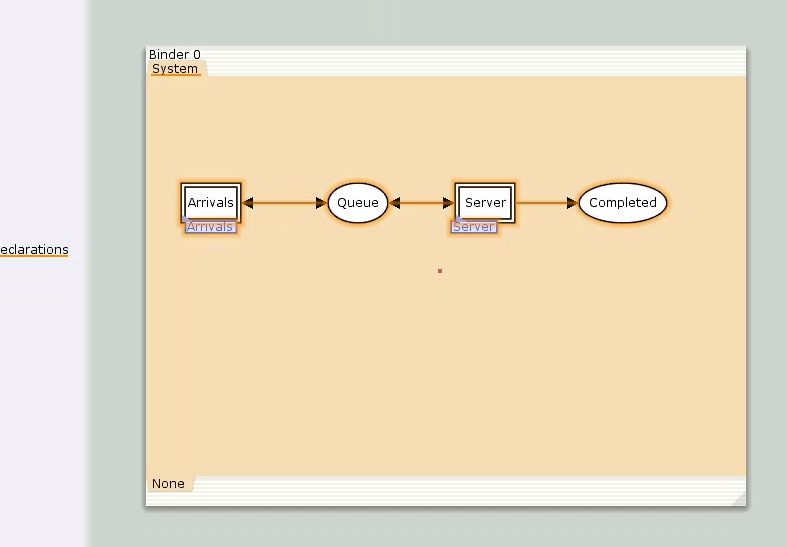 Binder 0
System
Arrivals
Queue
Server
Completed
Arrivals
Server
eclarations
None